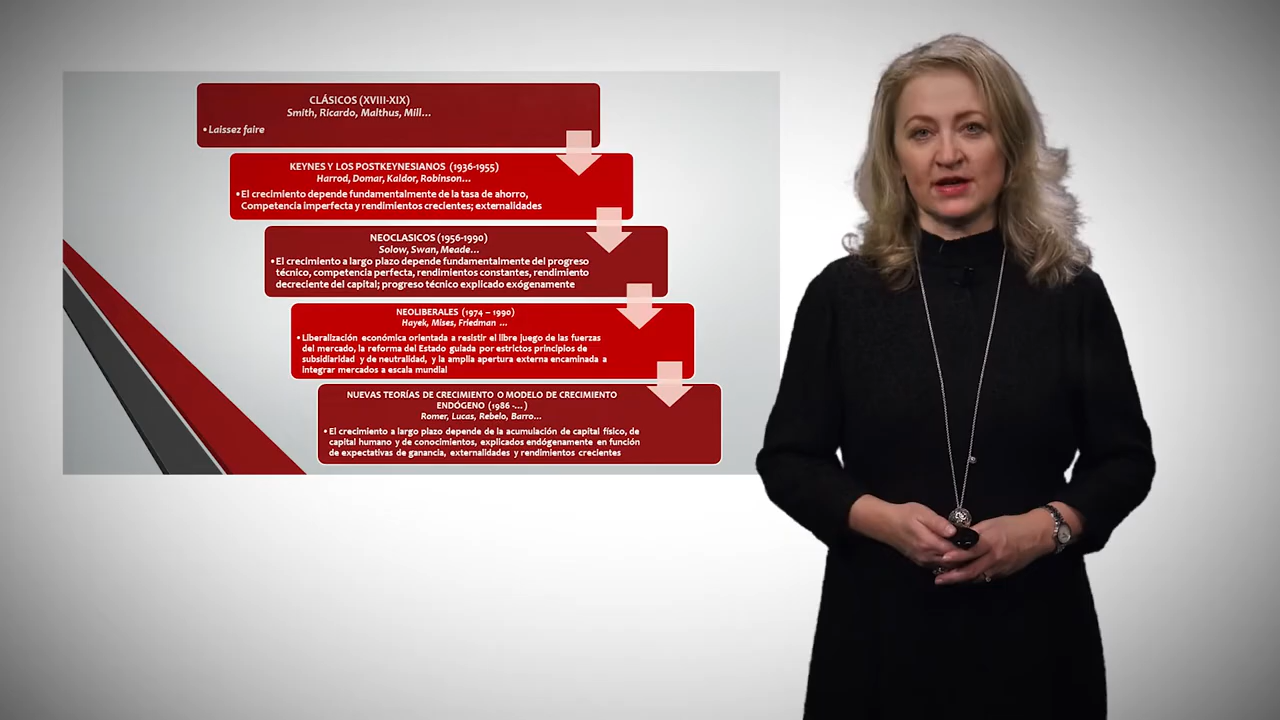 CLÁSICOS (XVIII-XIX)
Smith, Ricardo, Malthus, Mill...
• Laissez faire
KEYNES Y LOS POSTKEYNESIANOS (1936-1955)
Harrod, Domar, Kaldor, Robinson...
• El crecimiento depende fundamentalmente de la tasa de ahorro,
Competencia imperfecta y rendimientos crecientes; externalidades
NEOCLASICOS (1956-1990)
Solow, Swan, Meade...
• El crecimiento a largo plazo depende fundamentalmente del progreso
técnico, competencia perfecta, rendimientos constantes, rendimiento
decreciente del capital; progreso técnico explicado exógenamente
NEOLIBERALES (1974 – 1990)
Hayek, Mises, Friedman ...
• Liberalización económica orientada a resistir el libre juego de las fuerzas
del mercado, la reforma del Estado guiada por estrictos principios de
subsidiaridad y de neutralidad, y la amplia apertura externa encaminada a
integrar mercados a escala mundial
NUEVAS TEORÍAS DE CRECIMIENTO O MODELO DE CRECIMIENTO
ENDÓGENO (1986 -...)
Romer, Lucas, Rebelo, Barro...
• El crecimiento a largo plazo depende de la acumulación de capital físico, de
capital humano y de conocimientos, explicados endógenamente en función
de expectativas de ganancia, externalidades y rendimientos crecientes